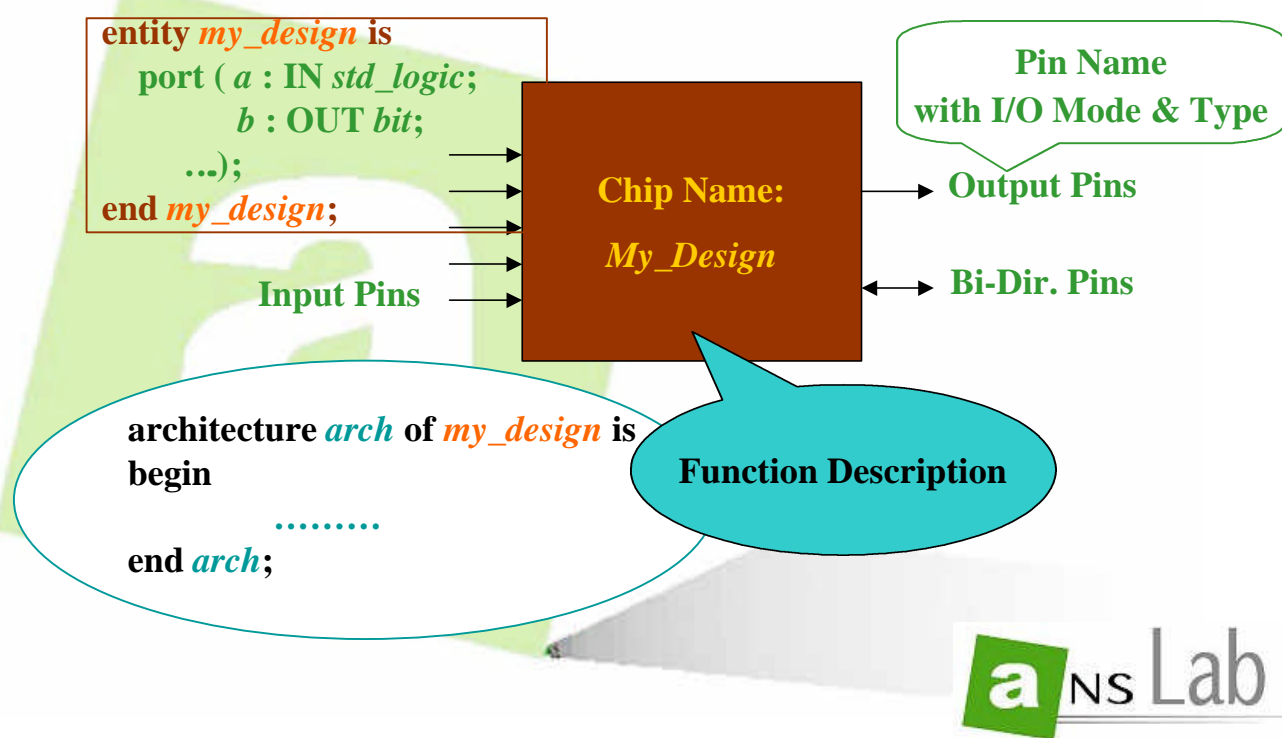 entity my_design is
port ( a : IN std_logic;
b : OUT bit;
...);
end my_design;
Input Pins
Chip Name:
My_Design
Pin Name
with I/O Mode & Type
Output Pins
Bi-Dir. Pins
architecture arch of my_design is
begin
.........
end arch;
Function Description
a
a NS Lab